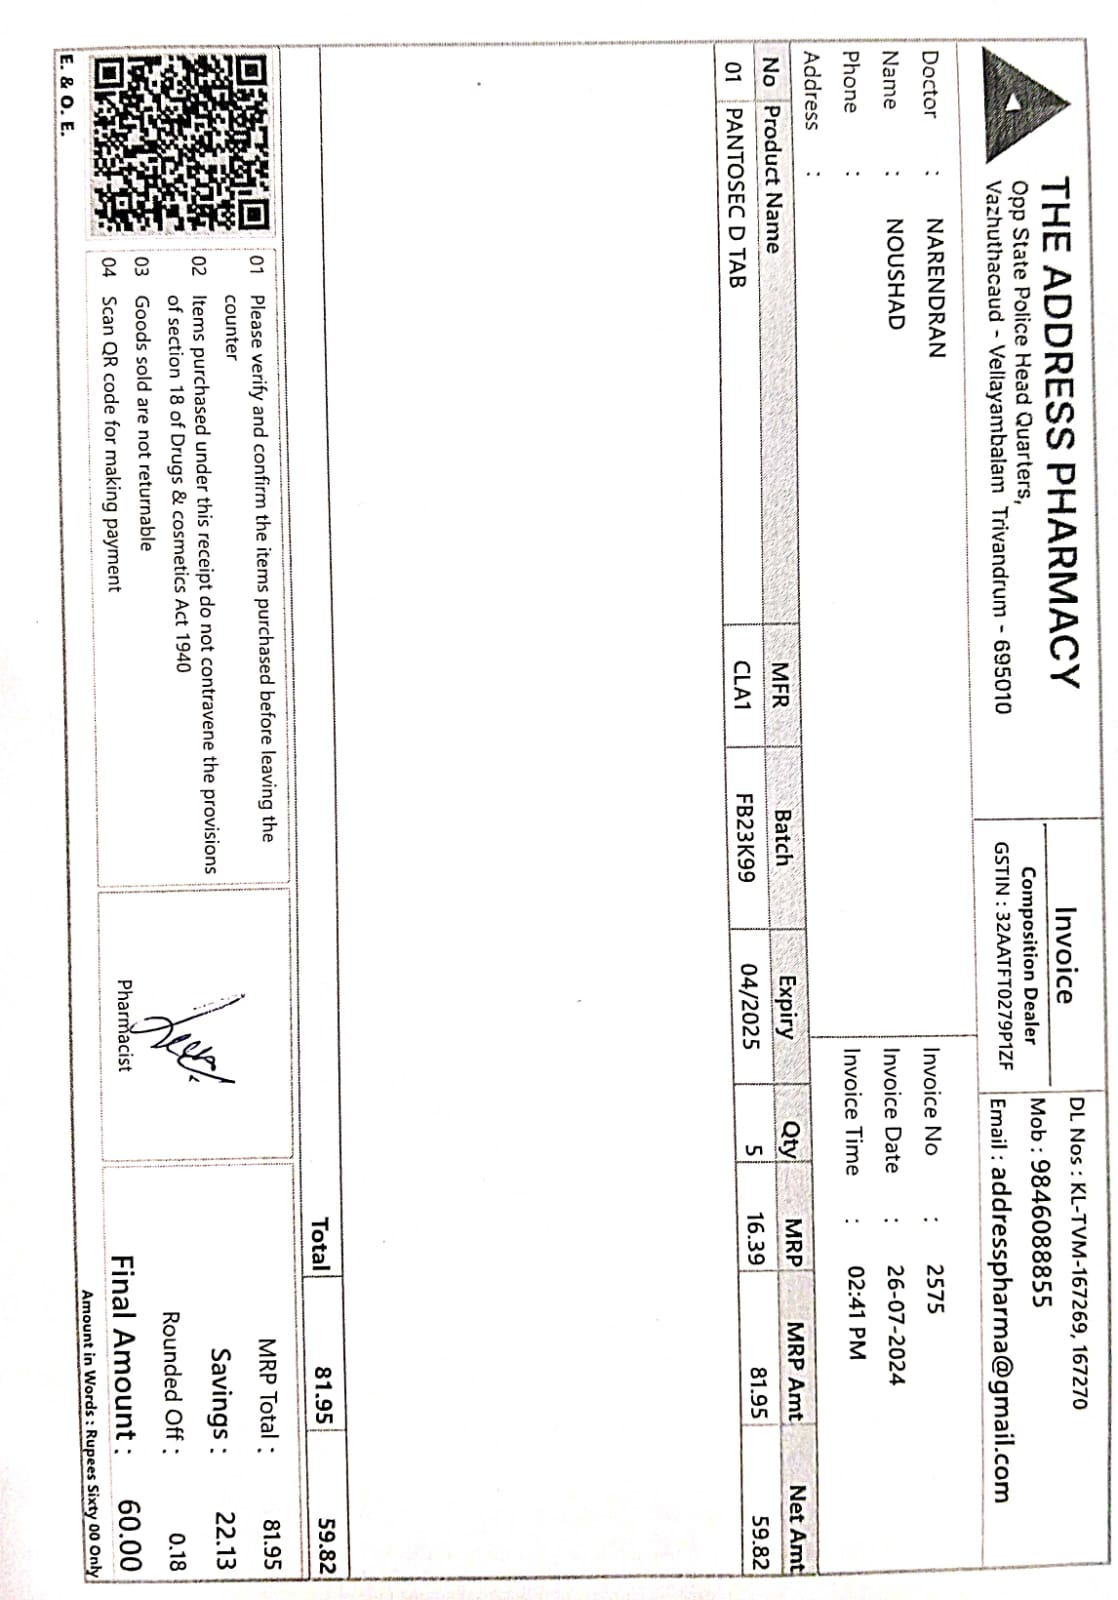 THE ADDRESS PHARMACY
Opp State Police Head Quarters,
Vazhuthacaud - Vellayambalam Trivandrum - 695010
Invoice
Composition Dealer
GSTIN : 32AATFT0279P1ZF
DL Nos : KL-TVM-167269, 167270
Mob : 9846088855
Email : addresspharma@gmail.com
Doctor : NARENDRAN
Name : NOUSHAD
Phone :
Address :
Invoice No : 2575
Invoice Date : 26-07-2024
Invoice Time : 02:41 PM
No Product Name MFR Batch Expiry Qty MRP MRP Amt Net Amt
01 PANTOSEC D TAB CLA1 FB23K99 04/2025 5 16.39 81.95 59.82
Total 81.95 59.82
01 Please verify and confirm the items purchased before leaving the
counter
02 Items purchased under this receipt do not contravene the provisions
of section 18 of Drugs & cosmetics Act 1940
03 Goods sold are not returnable
04 Scan QR code for making payment
E. & O. E.
Pharmacist
MRP Total : 81.95
Savings : 22.13
Rounded Off : 0.18
Final Amount : 60.00
Amount in Words : Rupees Sixty 00 Only